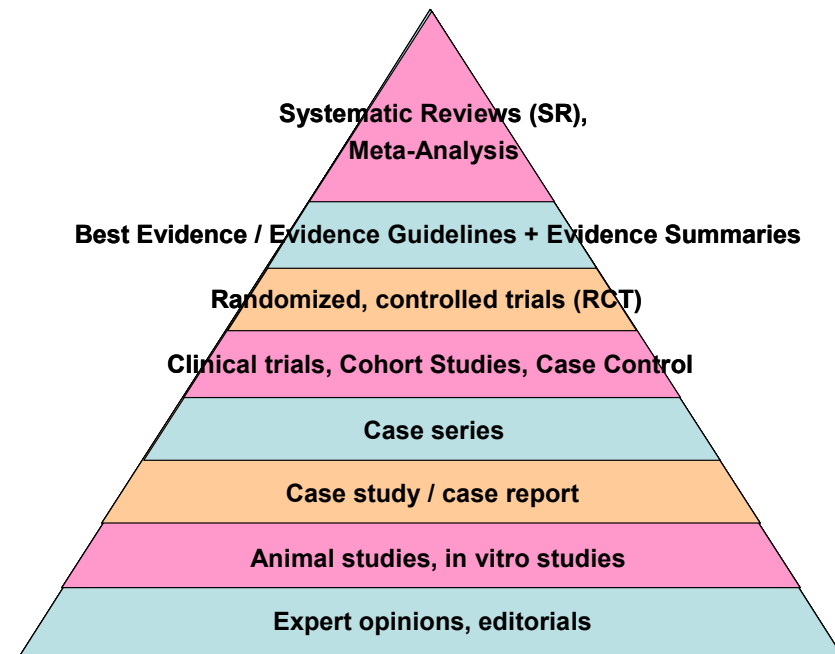 Systematic Reviews (SR),
Meta-Analysis
Best Evidence / Evidence Guidelines + Evidence Summaries
Randomized, controlled trials (RCT)
Clinical trials, Cohort Studies, Case Control
Case series
Case study / case report
Animal studies, in vitro studies
Expert opinions, editorials